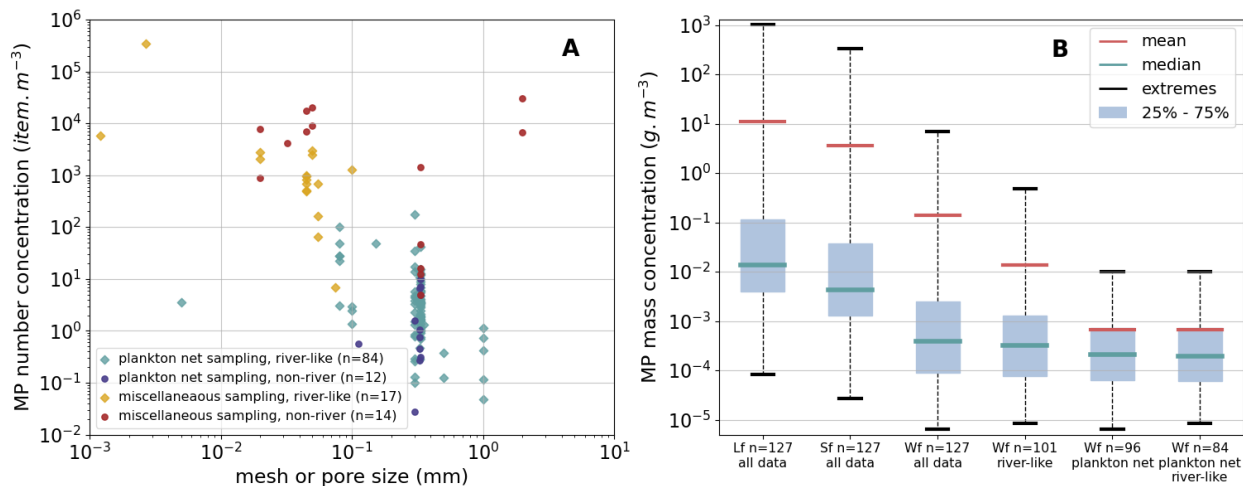 A
MP number concentration (item. m⁻³)
10⁶
10⁵
10⁴
10³
10²
10¹
10⁰
10⁻¹
10⁻²
plankton net sampling, river-like (n=84)
plankton net sampling, non-river (n=12)
miscellaneaous sampling, river-like (n=17)
miscellaneous sampling, non-river (n=14)
10⁻³
10⁻²
10⁻¹
10⁰
10¹
mesh or pore size (mm)
B
MP mass concentration (g. m⁻³)
10³
10²
10¹
10⁰
10⁻¹
10⁻²
10⁻³
10⁻⁴
10⁻⁵
mean
median
extremes
25% - 75%
Lf n=127
all data
Sf n=127
all data
Wf n=127
all data
Wf n=101
river-like
Wf n=96
plankton net
Wf n=84
plankton net
river-like